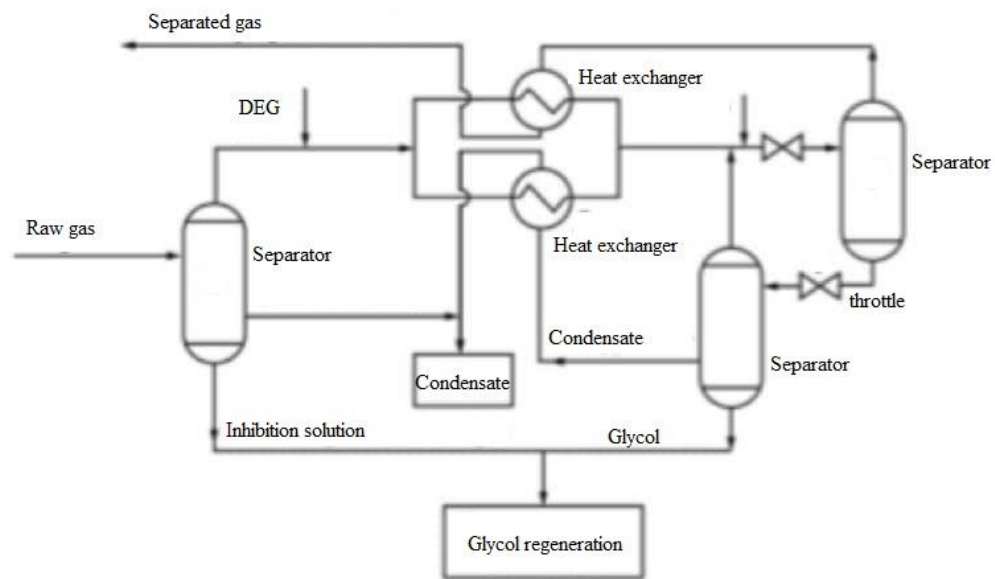 Separated gas
Heat exchanger
DEG
Separator
Raw gas
Separator
Heat exchanger
throttle
Condensate
Separator
Condensate
Inhibition solution
Glycol
Glycol regeneration